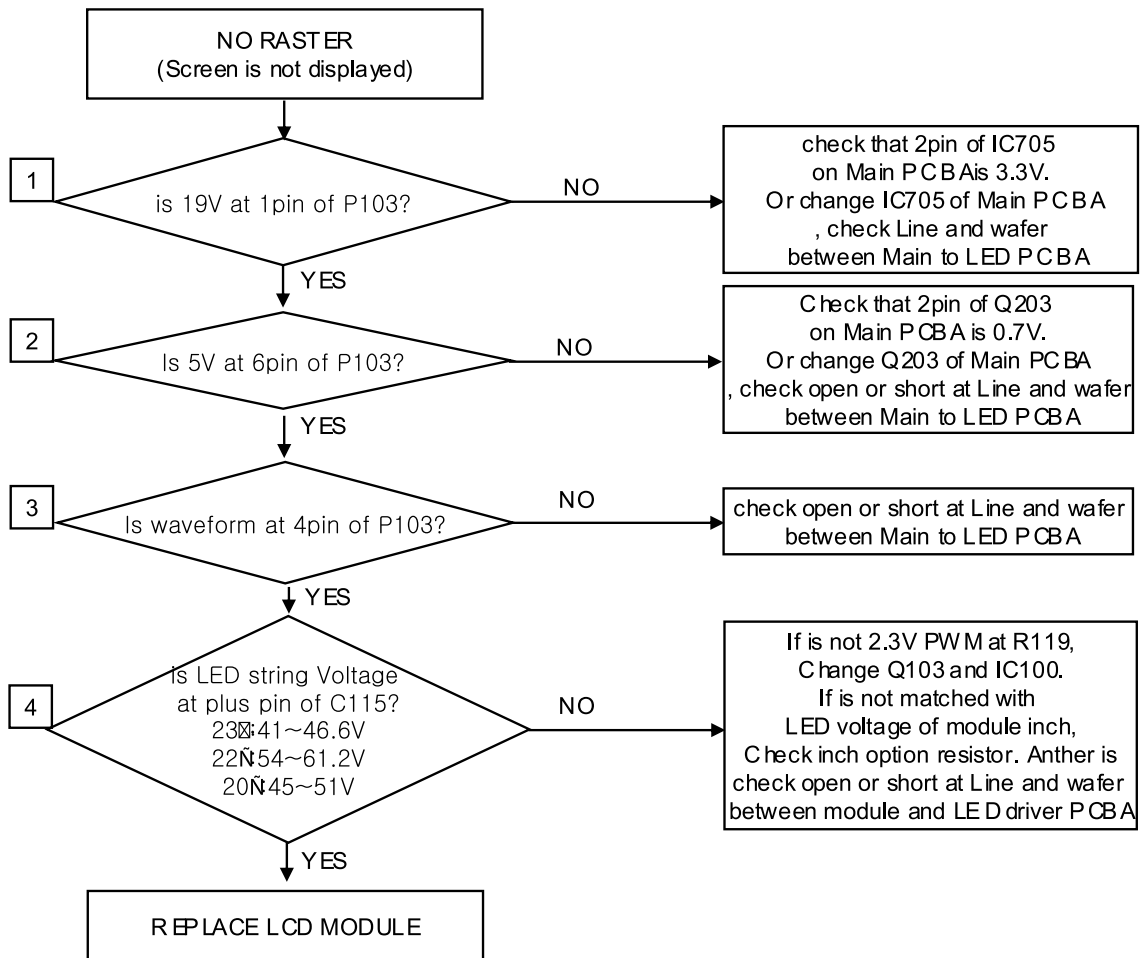 NO RASTER
(Screen is not displayed)
1
is 19V at 1pin of P103?
NO
check that 2pin of IC705
on Main PCBA is 3.3V.
Or change IC705 of Main PCBA
, check Line and wafer
between Main to LED PCBA
YES
2
Is 5V at 6pin of P103?
NO
Check that 2pin of Q203
on Main PCBA is 0.7V.
Or change Q203 of Main PCBA
, check open or short at Line and wafer
between Main to LED PCBA
YES
3
Is waveform at 4pin of P103?
NO
check open or short at Line and wafer
between Main to LED PCBA
YES
4
is LED string Voltage
at plus pin of C115?
:41~46.6V
22Ñ:54~61.2V
20Ñ:45~51V
NO
If is not 2.3V PWM at R119,
Change Q103 and IC100.
If is not matched with
LED voltage of module inch,
Check inch option resistor. Anther is
check open or short at Line and wafer
between module and LED driver PCBA
YES
REPLACE LCD MODULE